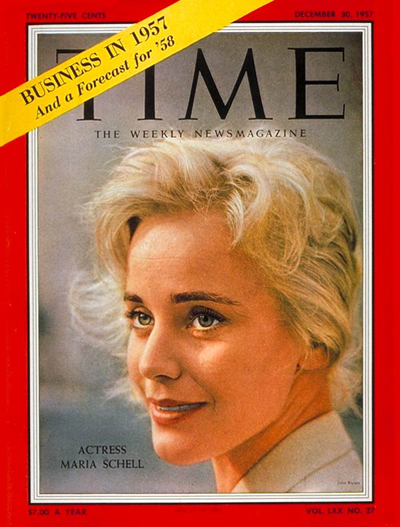 TWENTY-FIVE CENTS
DECEMBER 30, 1957
BUSINESS IN 1957
And a Forecast for '58
TIME
THE WEEKLY NEWSMAGAZINE
ACTRESS
MARIA SCHELL
$7.00 A YEAR
VOL. LXX NO. 27